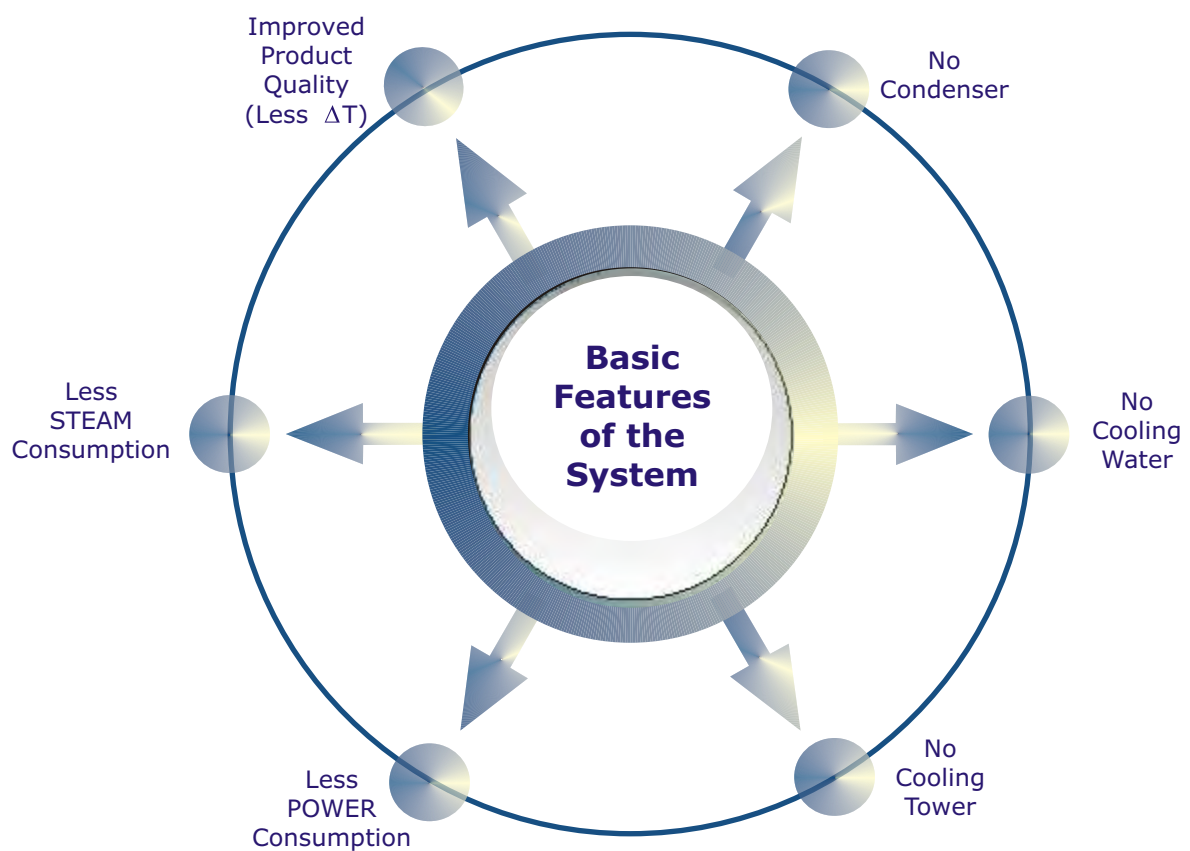 Improved
Product
Quality
(Less ΔT)
No
Condenser
Basic
Features
of the
System
Less
STEAM
Consumption
No
Cooling
Water
Less
POWER
Consumption
No
Cooling
Tower